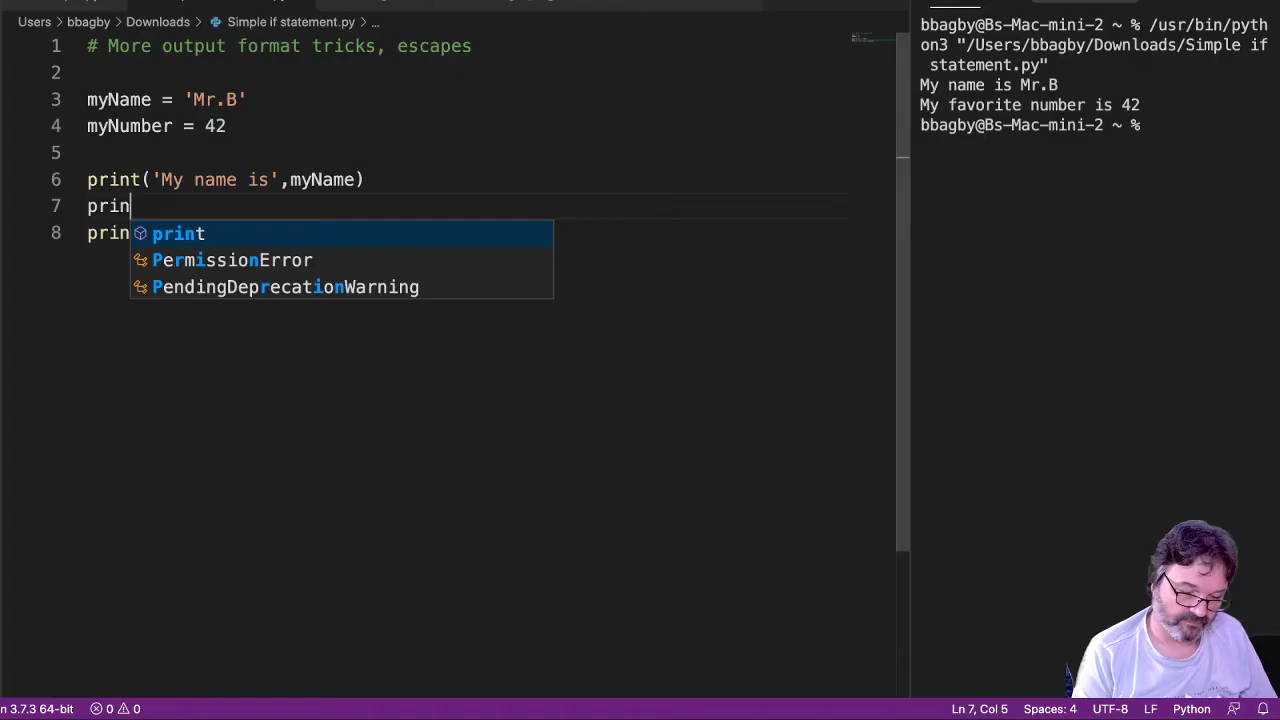 Users > bbagby > Downloads > Simple if statement.py > ...
1 # More output format tricks, escapes
2
3 myName = 'Mr.B'
4 myNumber = 42
5
6 print('My name is',myName)
7 prin
8 prin
print
PermissionError
PendingDeprecationWarning
bbagby@Bs-Mac-mini-2 ~ % /usr/bin/pyth
on3 "/Users/bbagby/Downloads/Simple if
statement.py"
My name is Mr.B
My favorite number is 42
bbagby@Bs-Mac-mini-2 ~ %
n 3.7.3 64-bit 0 0 Ln 7, Col 5 Spaces: 4 UTF-8 LF Python